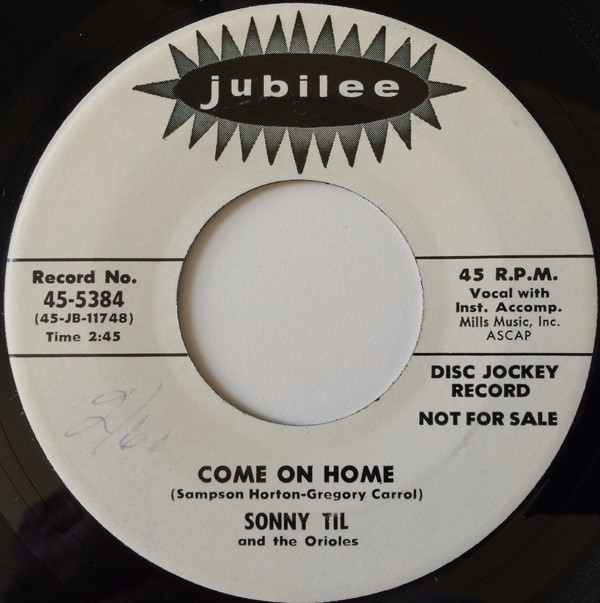 jubilee
Record No.
45-5384
(45-JB-11748)
Time 2:45
45 R.P.M.
Vocal with
Inst. Accomp.
Mills Music, Inc.
ASCAP
DISC JOCKEY
RECORD
NOT FOR SALE
COME ON HOME
(Sampson Horton-Gregory Carrol)
SONNY TIL
and the Orioles